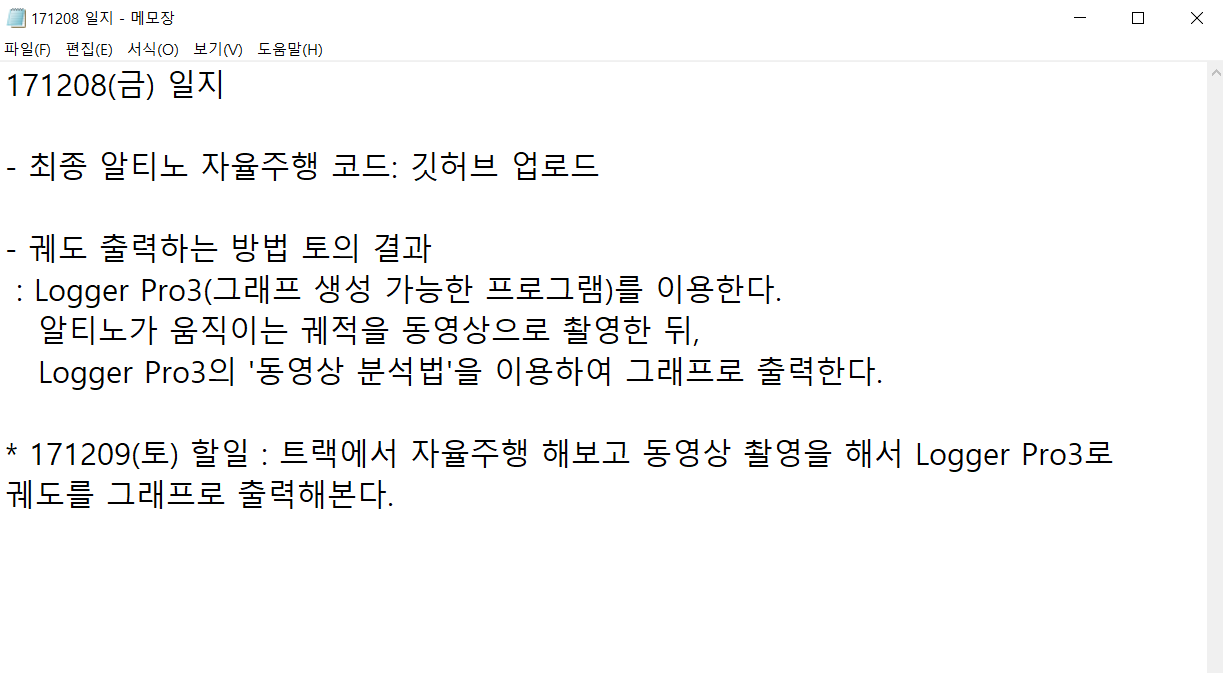 171208 일지 - 메모장
파일(F) 편집(E) 서식(O) 보기(V) 도움말(H)
171208(금) 일지
- 최종 알티노 자율주행 코드: 깃허브 업로드
- 궤도 출력하는 방법 토의 결과
: Logger Pro3(그래프 생성 가능한 프로그램)를 이용한다.
알티노가 움직이는 궤적을 동영상으로 촬영한 뒤,
Logger Pro3의 '동영상 분석법'을 이용하여 그래프로 출력한다.
* 171209(토) 할일 : 트랙에서 자율주행 해보고 동영상 촬영을 해서 Logger Pro3로
궤도를 그래프로 출력해본다.